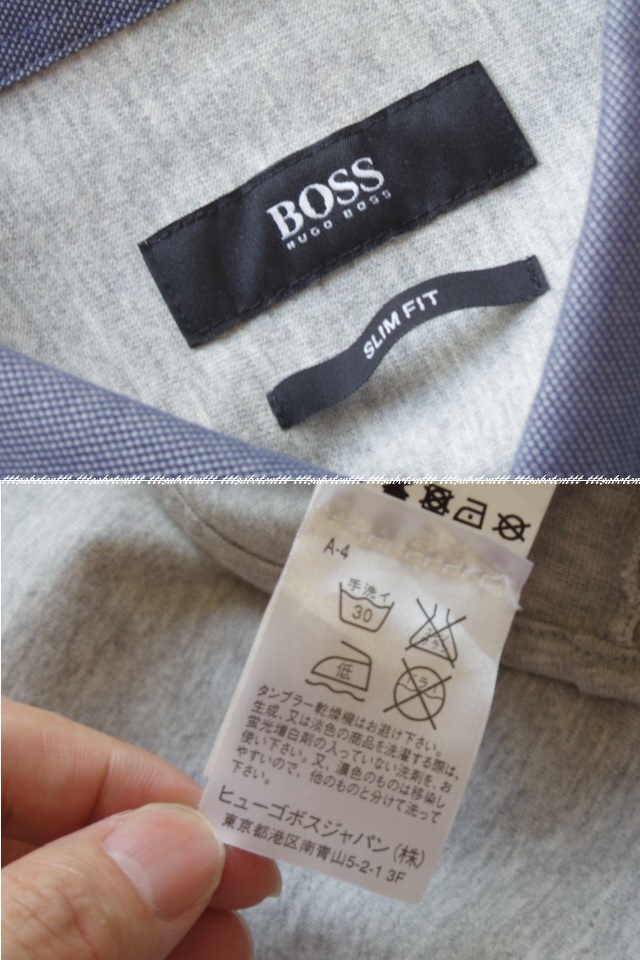 BOSS
HUGO BOSS
SLIM FIT
A-4
手洗イ
30
低
ドライ
タンブラー乾燥機はお避け下さい。
生成、又は淡色の商品を洗濯する際は、
蛍光増白剤の入っていない洗剤を、お
使い下さい。又、濃色のものは移染し
やすいので、他のものと分けて洗って
下さい。
ヒューゴボスジャパン(株)
東京都港区南青山5-2-1 3F